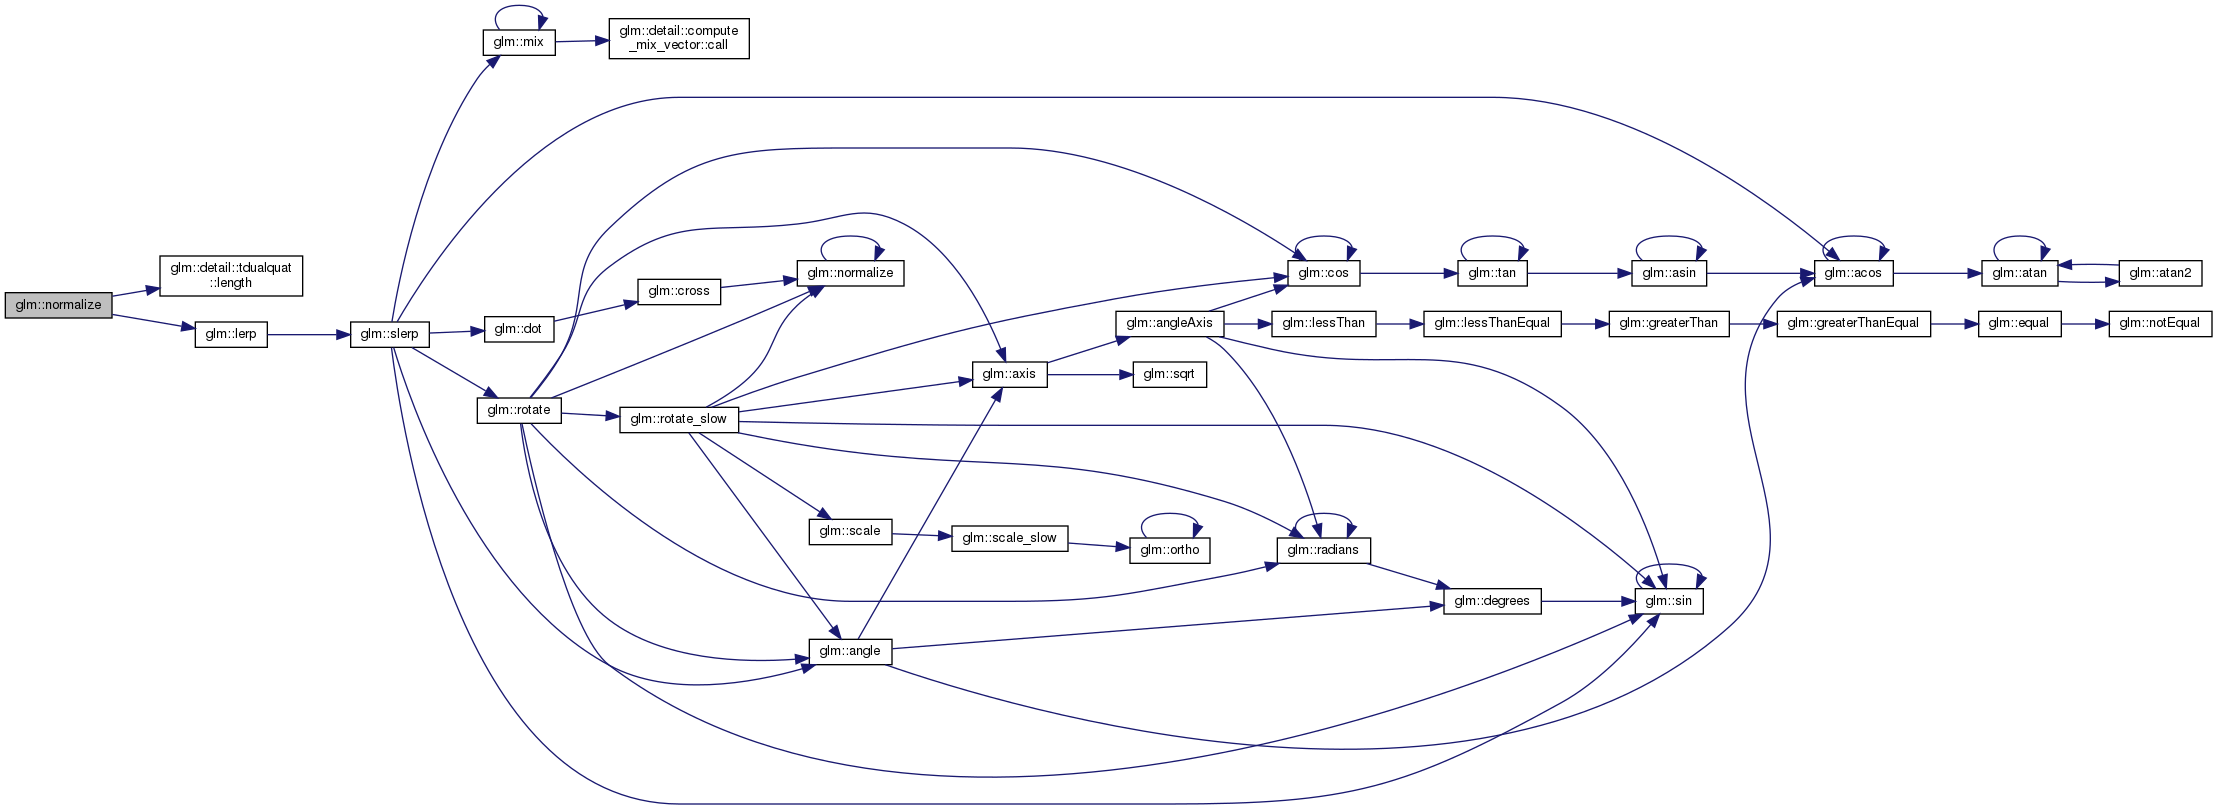 glm::mix
glm::detail::compute
_mix_vector::call
glm::normalize
glm::detail::tdualquat
::length
glm::lerp
glm::slerp
glm::dot
glm::cross
glm::normalize
glm::rotate
glm::rotate_slow
glm::axis
glm::angleAxis
glm::sqrt
glm::cos
glm::tan
glm::asin
glm::acos
glm::atan
glm::atan2
glm::lessThan
glm::lessThanEqual
glm::greaterThan
glm::greaterThanEqual
glm::equal
glm::notEqual
glm::scale
glm::scale_slow
glm::ortho
glm::radians
glm::degrees
glm::sin
glm::angle